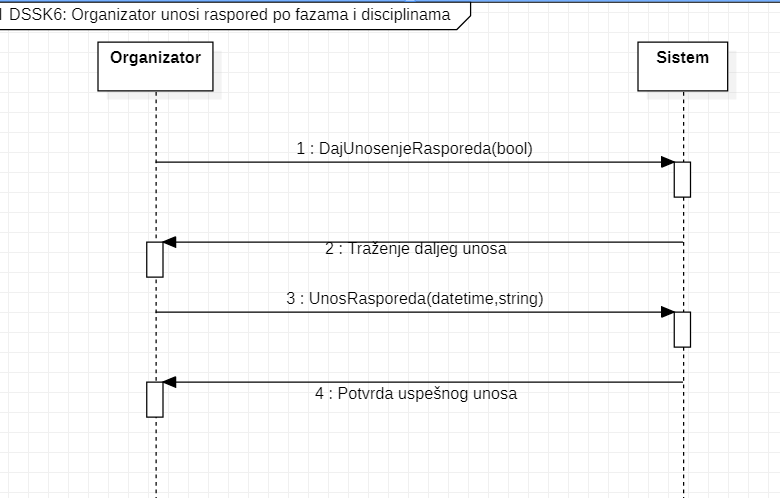 DSSK6: Organizator unosi raspored po fazama i disciplinama
Organizator
Sistem
1 : DajUnosenjeRasporeda(bool)
2 : Traženje daljeg unosa
3 : UnosRasporeda(datetime,string)
4 : Potvrda uspešnog unosa